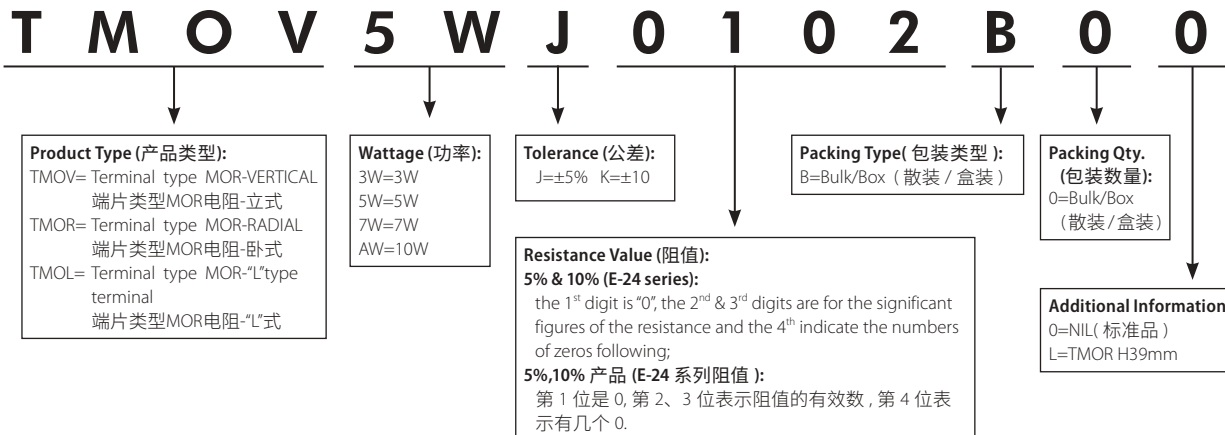 T M O V 5 W J 0 1 0 2 B 0 0
Product Type (产品类型):
TMOV= Terminal type MOR-VERTICAL
端片类型MOR电阻-立式
TMOR= Terminal type MOR-RADIAL
端片类型MOR电阻-卧式
TMOL= Terminal type MOR-“L”type
terminal
端片类型MOR电阻-“L”式
Wattage (功率):
3W=3W
5W=5W
7W=7W
AW=10W
Tolerance (公差):
J=±5% K=±10
Resistance Value (阻值):
5% & 10% (E-24 series):
the 1st digit is “0”, the 2nd & 3rd digits are for the significant
figures of the resistance and the 4th indicate the numbers
of zeros following;
5%,10% 产品 (E-24 系列阻值 ):
第 1 位是 0, 第 2、3 位表示阻值的有效数 , 第 4 位表
示有几个 0.
Packing Type( 包装类型 ):
B=Bulk/Box ( 散装 / 盒装 )
Packing Qty.
(包装数量):
0=Bulk/Box
(散装/盒装)
Additional Information
0=NIL( 标准品 )
L=TMOR H39mm